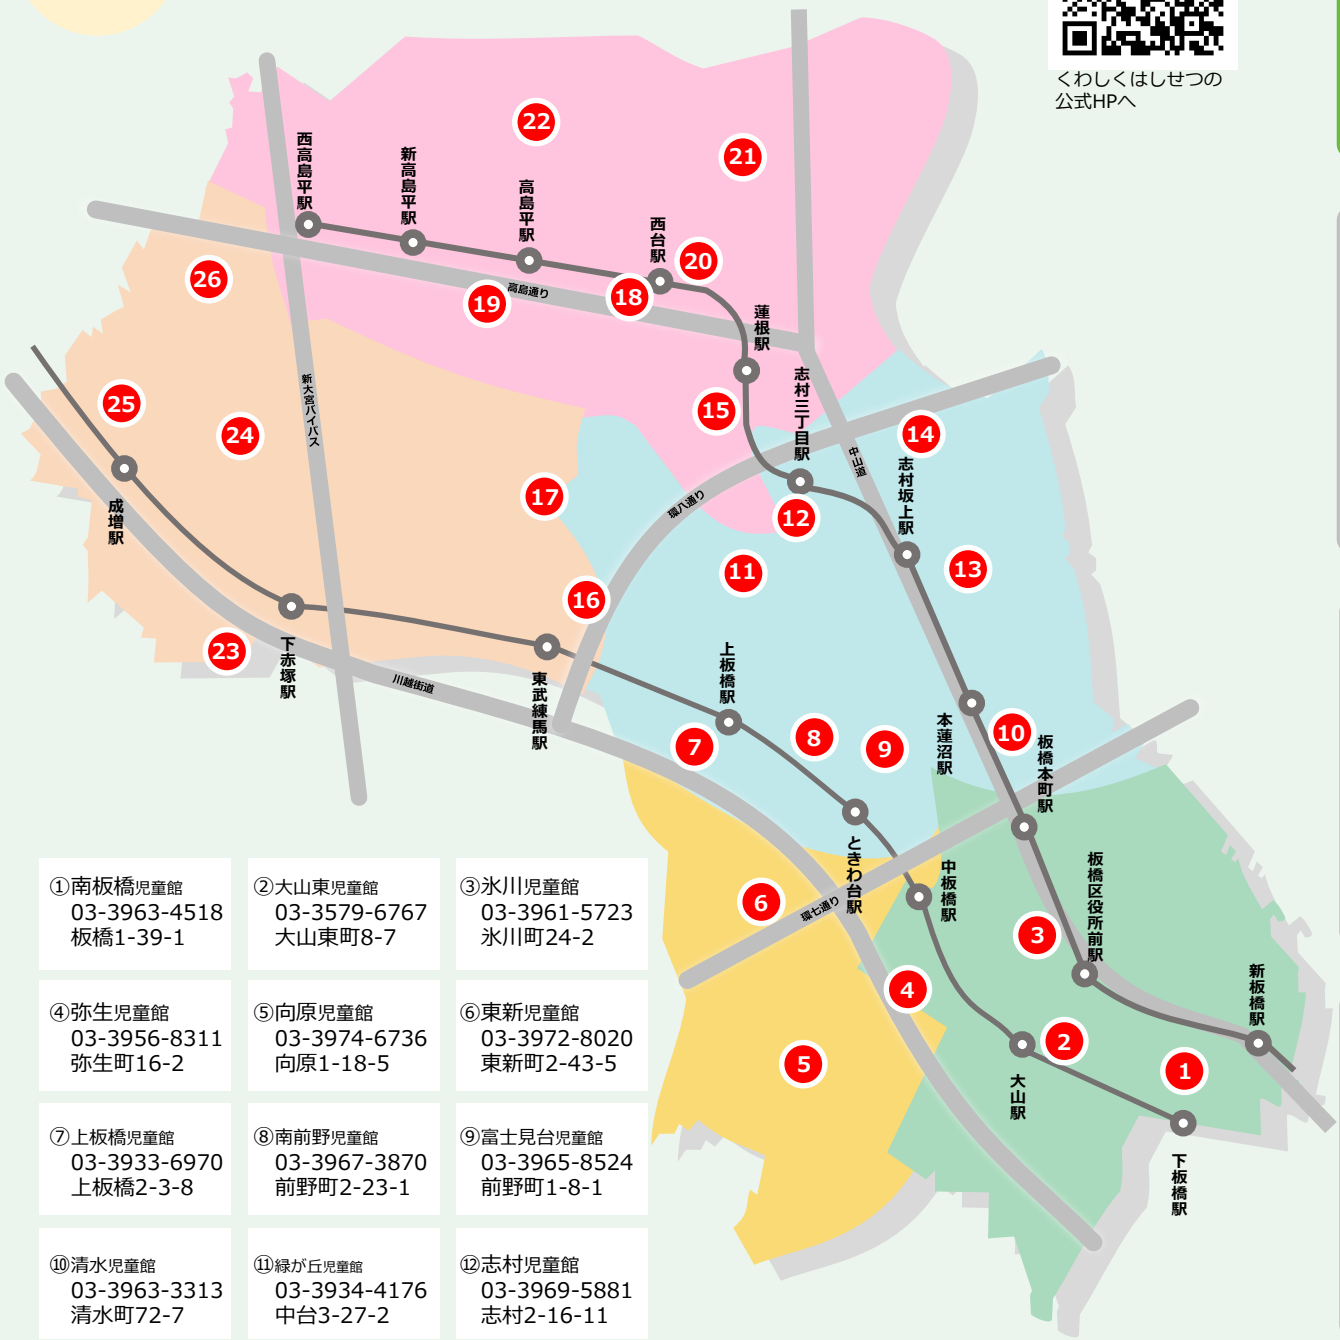 くわしくはしせつの
公式HPへ
22
21
西高島平駅
新高島平駅
高島平駅
西台駅
20
26
19
高島通り
18
蓮根駅
志村三丁目駅
15
25
24
新大宮バイパス
14
中山道
志村坂上駅
17
環八通り
12
成増駅
11
13
16
23
下赤塚駅
川越街道
東武練馬駅
上板橋駅
7
8
9
本蓮沼駅
10
板橋本町駅
ときわ台駅
中板橋駅
板橋区役所前駅
6
環七通り
3
4
新板橋駅
5
2
1
大山駅
下板橋駅
①南板橋児童館
03-3963-4518
板橋1-39-1
②大山東児童館
03-3579-6767
大山東町8-7
③氷川児童館
03-3961-5723
氷川町24-2
④弥生児童館
03-3956-8311
弥生町16-2
⑤向原児童館
03-3974-6736
向原1-18-5
⑥東新児童館
03-3972-8020
東新町2-43-5
⑦上板橋児童館
03-3933-6970
上板橋2-3-8
⑧南前野児童館
03-3967-3870
前野町2-23-1
⑨富士見台児童館
03-3965-8524
前野町1-8-1
⑩清水児童館
03-3963-3313
清水町72-7
⑪緑が丘児童館
03-3934-4176
中台3-27-2
⑫志村児童館
03-3969-5881
志村2-16-11